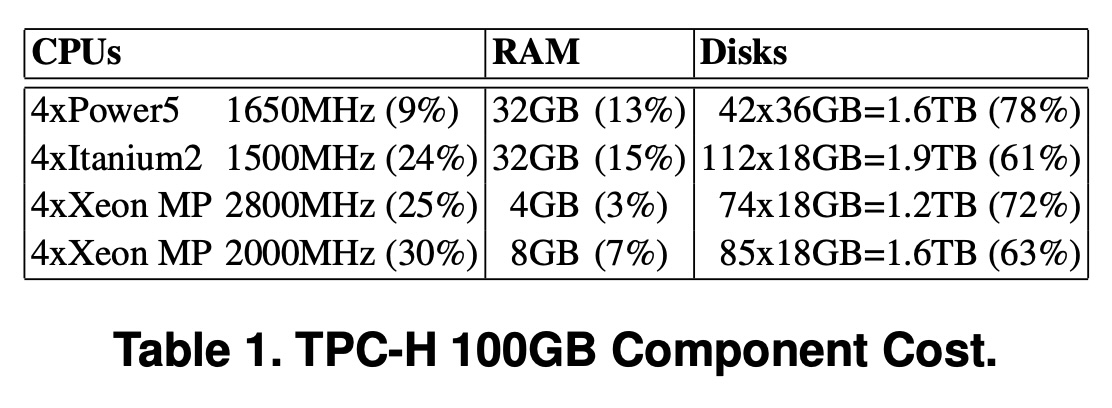 CPUs RAM Disks
4xPower5 1650MHz (9%) 32GB (13%) 42x36GB=1.6TB (78%)
4xItanium2 1500MHz (24%) 32GB (15%) 112x18GB=1.9TB (61%)
4xXeon MP 2800MHz (25%) 4GB (3%) 74x18GB=1.2TB (72%)
4xXeon MP 2000MHz (30%) 8GB (7%) 85x18GB=1.6TB (63%)
Table 1. TPC-H 100GB Component Cost.